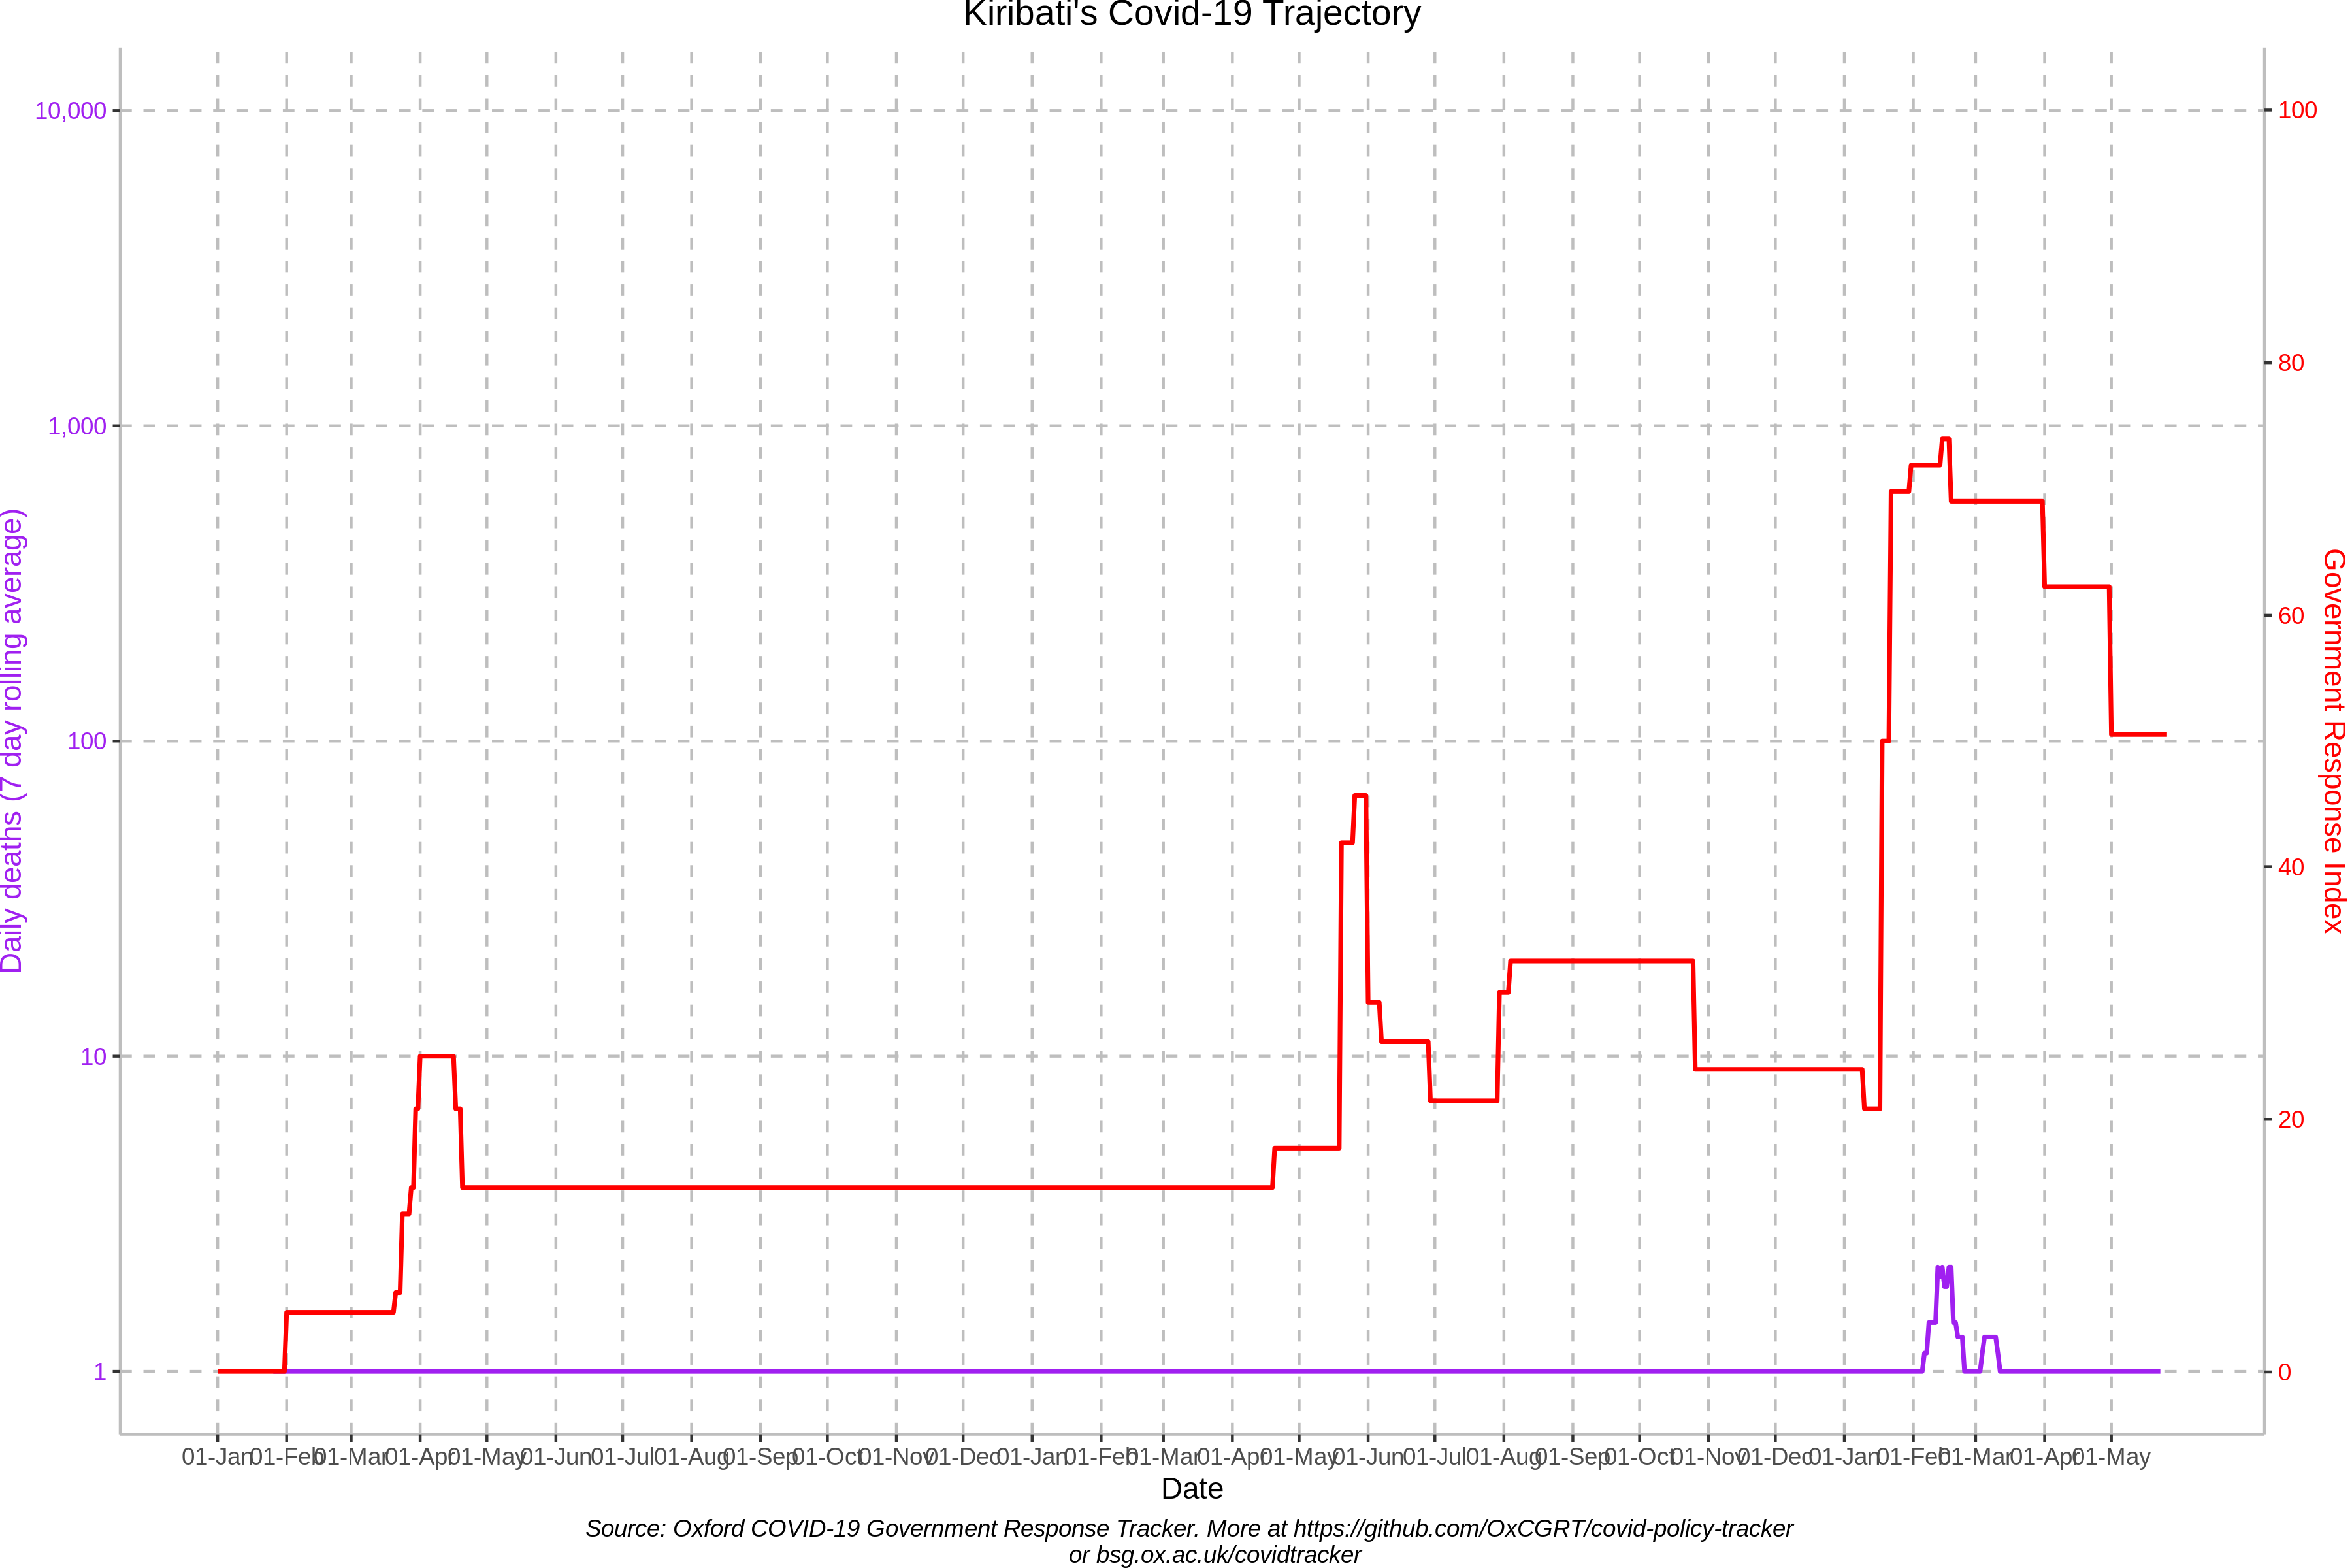 Kiribati's Covid-19 Trajectory
Daily deaths (7 day rolling average)
10,000
1,000
100
10
1
100
80
60
40
20
0
Government Response Index
01-Jan 01-Feb 01-Mar 01-Apr 01-May 01-Jun 01-Jul 01-Aug 01-Sep 01-Oct 01-Nov 01-Dec 01-Jan 01-Feb 01-Mar 01-Apr 01-May 01-Jun 01-Jul 01-Aug 01-Sep 01-Oct 01-Nov 01-Dec 01-Jan 01-Feb 01-Mar 01-Apr 01-May
Date
Source: Oxford COVID-19 Government Response Tracker. More at https://github.com/OxCGRT/covid-policy-tracker
or bsg.ox.ac.uk/covidtracker